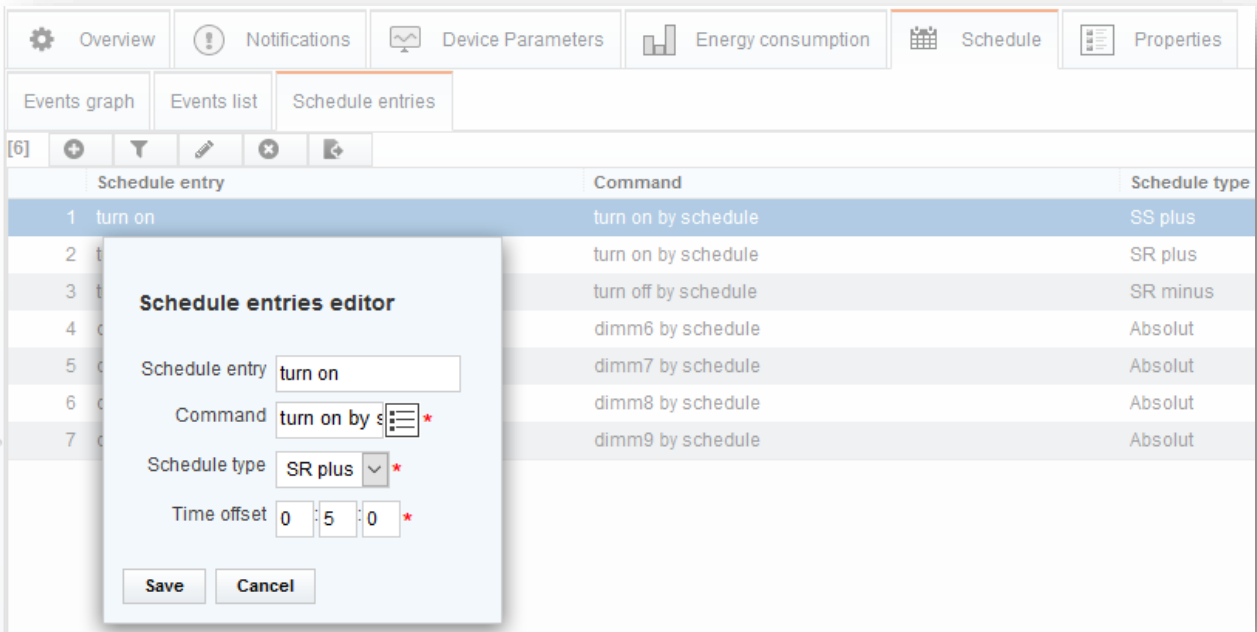 Overview Notifications Device Parameters Energy consumption Schedule Properties
Events graph Events list Schedule entries
[6]
Schedule entry Command Schedule type
1 turn on turn on by schedule SS plus
2 t turn on by schedule SR plus
3 t turn off by schedule SR minus
4 dimm6 by schedule Absolut
5 dimm7 by schedule Absolut
6 dimm8 by schedule Absolut
7 dimm9 by schedule Absolut
Schedule entries editor
Schedule entry turn on
Command turn on by s *
Schedule type SR plus *
Time offset 0 : 5 : 0 *
Save Cancel